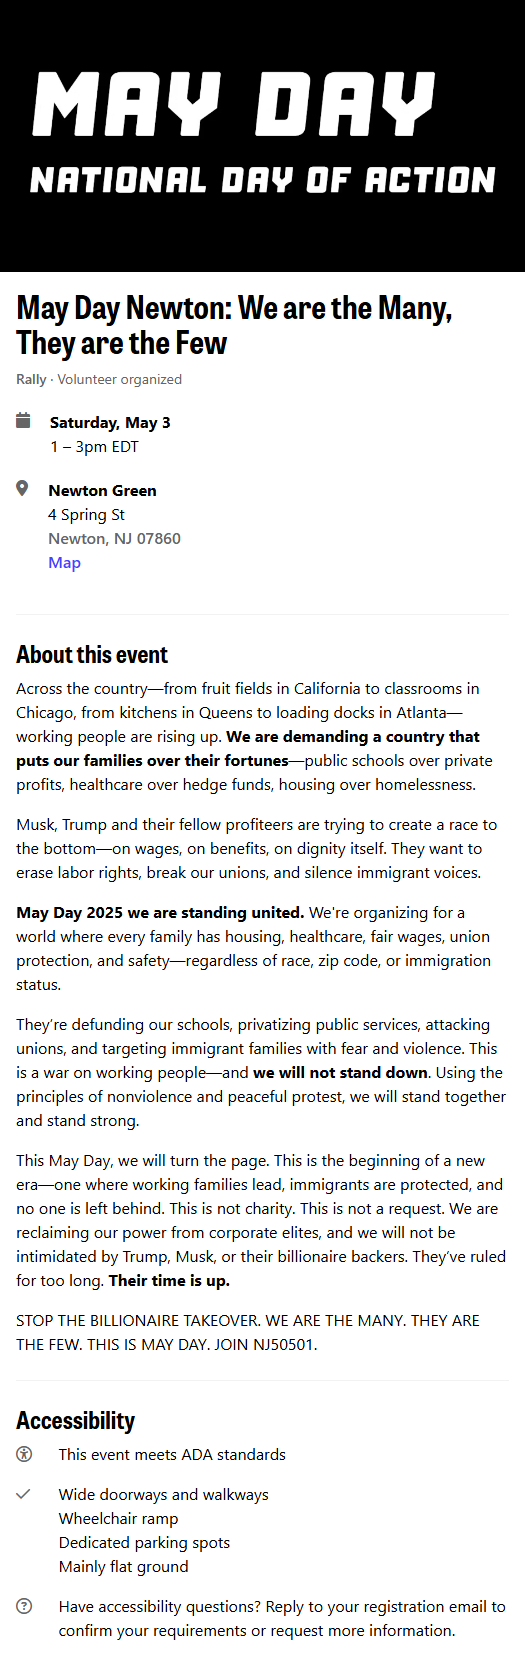 MAY DAY
NATIONAL DAY OF ACTION
May Day Newton: We are the Many,
They are the Few
Rally · Volunteer organized
Saturday, May 3
1 – 3pm EDT
Newton Green
4 Spring St
Newton, NJ 07860
Map
About this event
Across the country—from fruit fields in California to classrooms in
Chicago, from kitchens in Queens to loading docks in Atlanta—
working people are rising up. We are demanding a country that
puts our families over their fortunes—public schools over private
profits, healthcare over hedge funds, housing over homelessness.
Musk, Trump and their fellow profiteers are trying to create a race to
the bottom—on wages, on benefits, on dignity itself. They want to
erase labor rights, break our unions, and silence immigrant voices.
May Day 2025 we are standing united. We're organizing for a
world where every family has housing, healthcare, fair wages, union
protection, and safety—regardless of race, zip code, or immigration
status.
They’re defunding our schools, privatizing public services, attacking
unions, and targeting immigrant families with fear and violence. This
is a war on working people—and we will not stand down. Using the
principles of nonviolence and peaceful protest, we will stand together
and stand strong.
This May Day, we will turn the page. This is the beginning of a new
era—one where working families lead, immigrants are protected, and
no one is left behind. This is not charity. This is not a request. We are
reclaiming our power from corporate elites, and we will not be
intimidated by Trump, Musk, or their billionaire backers. They’ve ruled
for too long. Their time is up.
STOP THE BILLIONAIRE TAKEOVER. WE ARE THE MANY. THEY ARE
THE FEW. THIS IS MAY DAY. JOIN NJ50501.
Accessibility
This event meets ADA standards
Wide doorways and walkways
Wheelchair ramp
Dedicated parking spots
Mainly flat ground
Have accessibility questions? Reply to your registration email to
confirm your requirements or request more information.